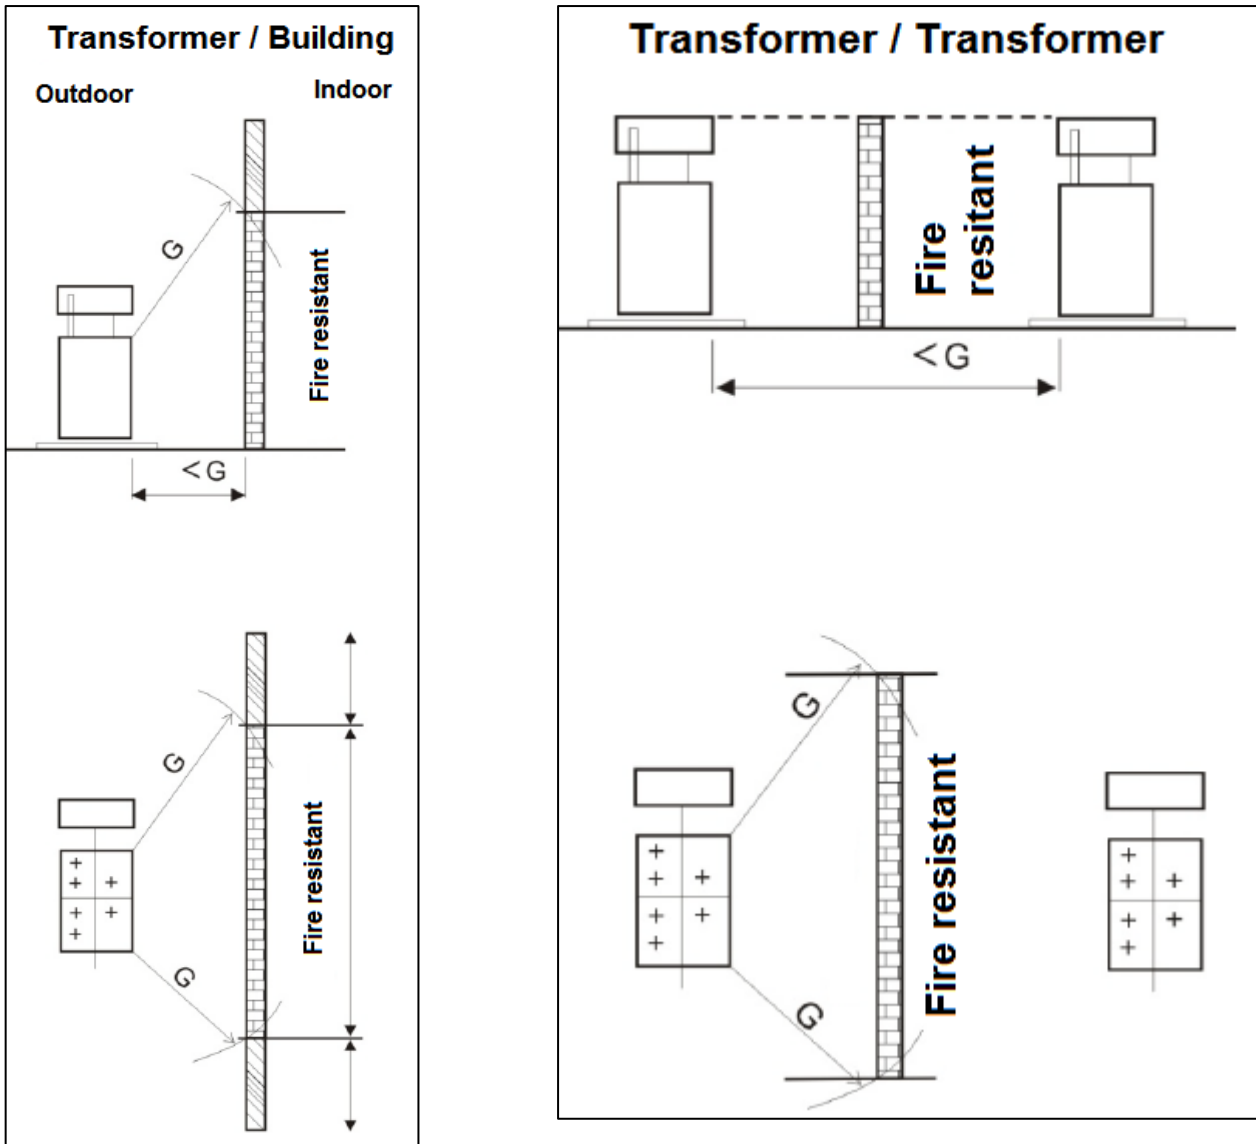 Transformer / Building
Outdoor
Indoor
G
Fire resistant
<G
G
Fire resistant
G
Transformer / Transformer
Fire
resitant
<G
G
Fire resistant
G